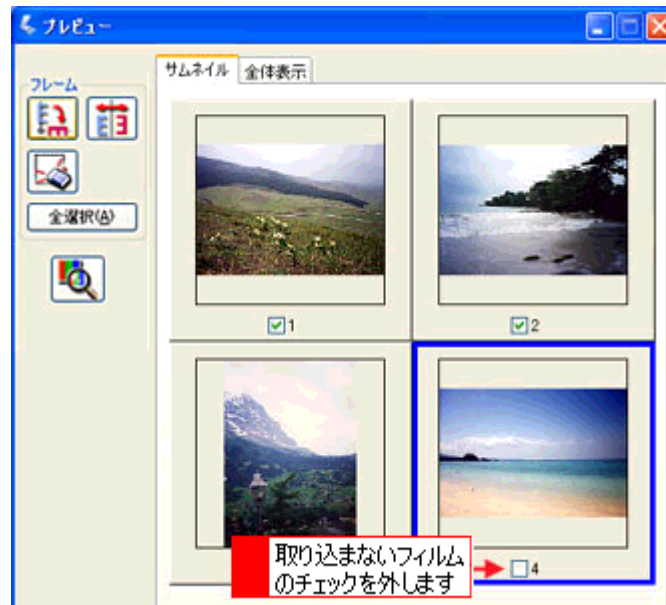 プレビュー
サムネイル 全体表示
フレーム
全選択(A)
1
2
取り込まないフィルム
のチェックを外します
4